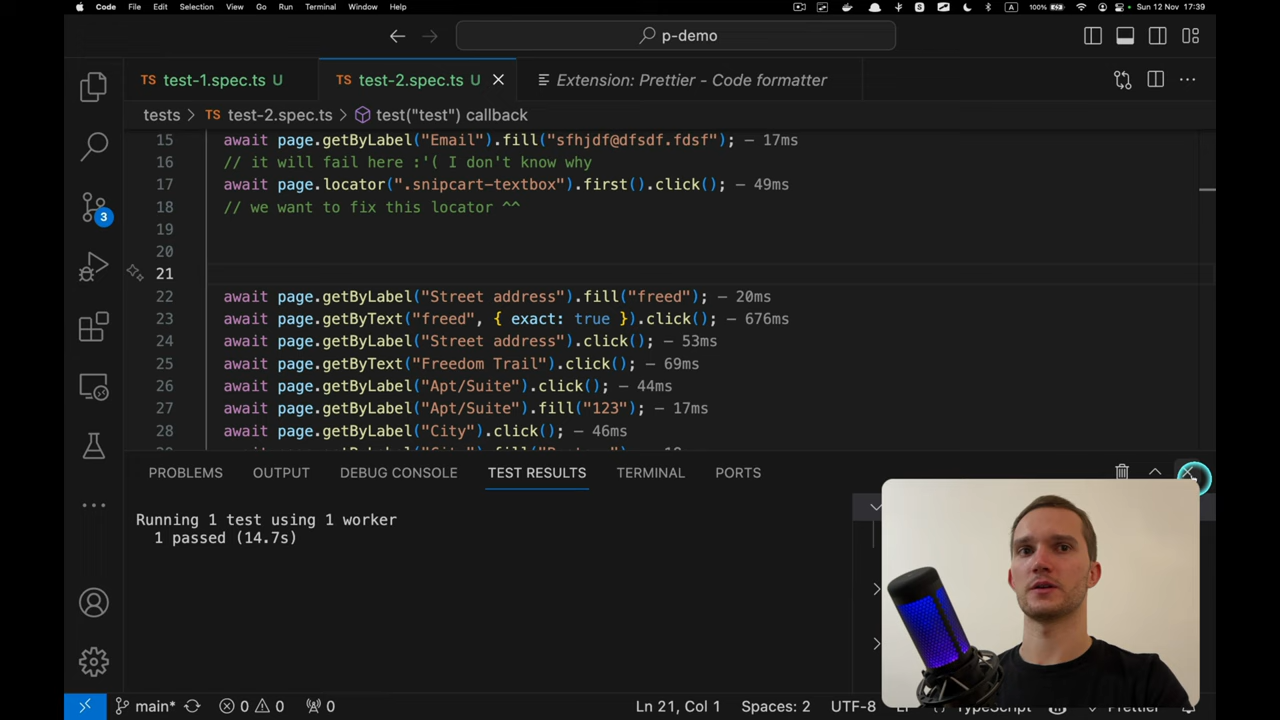 Code File Edit Selection View Go Run Terminal Window Help
100% Sun 12 Nov 17:39
p-demo
TS test-1.spec.ts U TS test-2.spec.ts U Extension: Prettier - Code formatter
tests > TS test-2.spec.ts > test("test") callback
15 await page.getByLabel("Email").fill("sfhjdf@dfsdf.fdsf"); — 17ms
16 // it will fail here :'( I don't know why
17 await page.locator(".snipcart-textbox").first().click(); — 49ms
18 // we want to fix this locator ^^
19
20
21
22 await page.getByLabel("Street address").fill("freed"); — 20ms
23 await page.getByText("freed", { exact: true }).click(); — 676ms
24 await page.getByLabel("Street address").click(); — 53ms
25 await page.getByText("Freedom Trail").click(); — 69ms
26 await page.getByLabel("Apt/Suite").click(); — 44ms
27 await page.getByLabel("Apt/Suite").fill("123"); — 17ms
28 await page.getByLabel("City").click(); — 46ms
3
PROBLEMS OUTPUT DEBUG CONSOLE TEST RESULTS TERMINAL PORTS
Running 1 test using 1 worker
1 passed (14.7s)
main* 0 0 0 Ln 21, Col 1 Spaces: 2 UTF-8 LF TypeScript Prettier